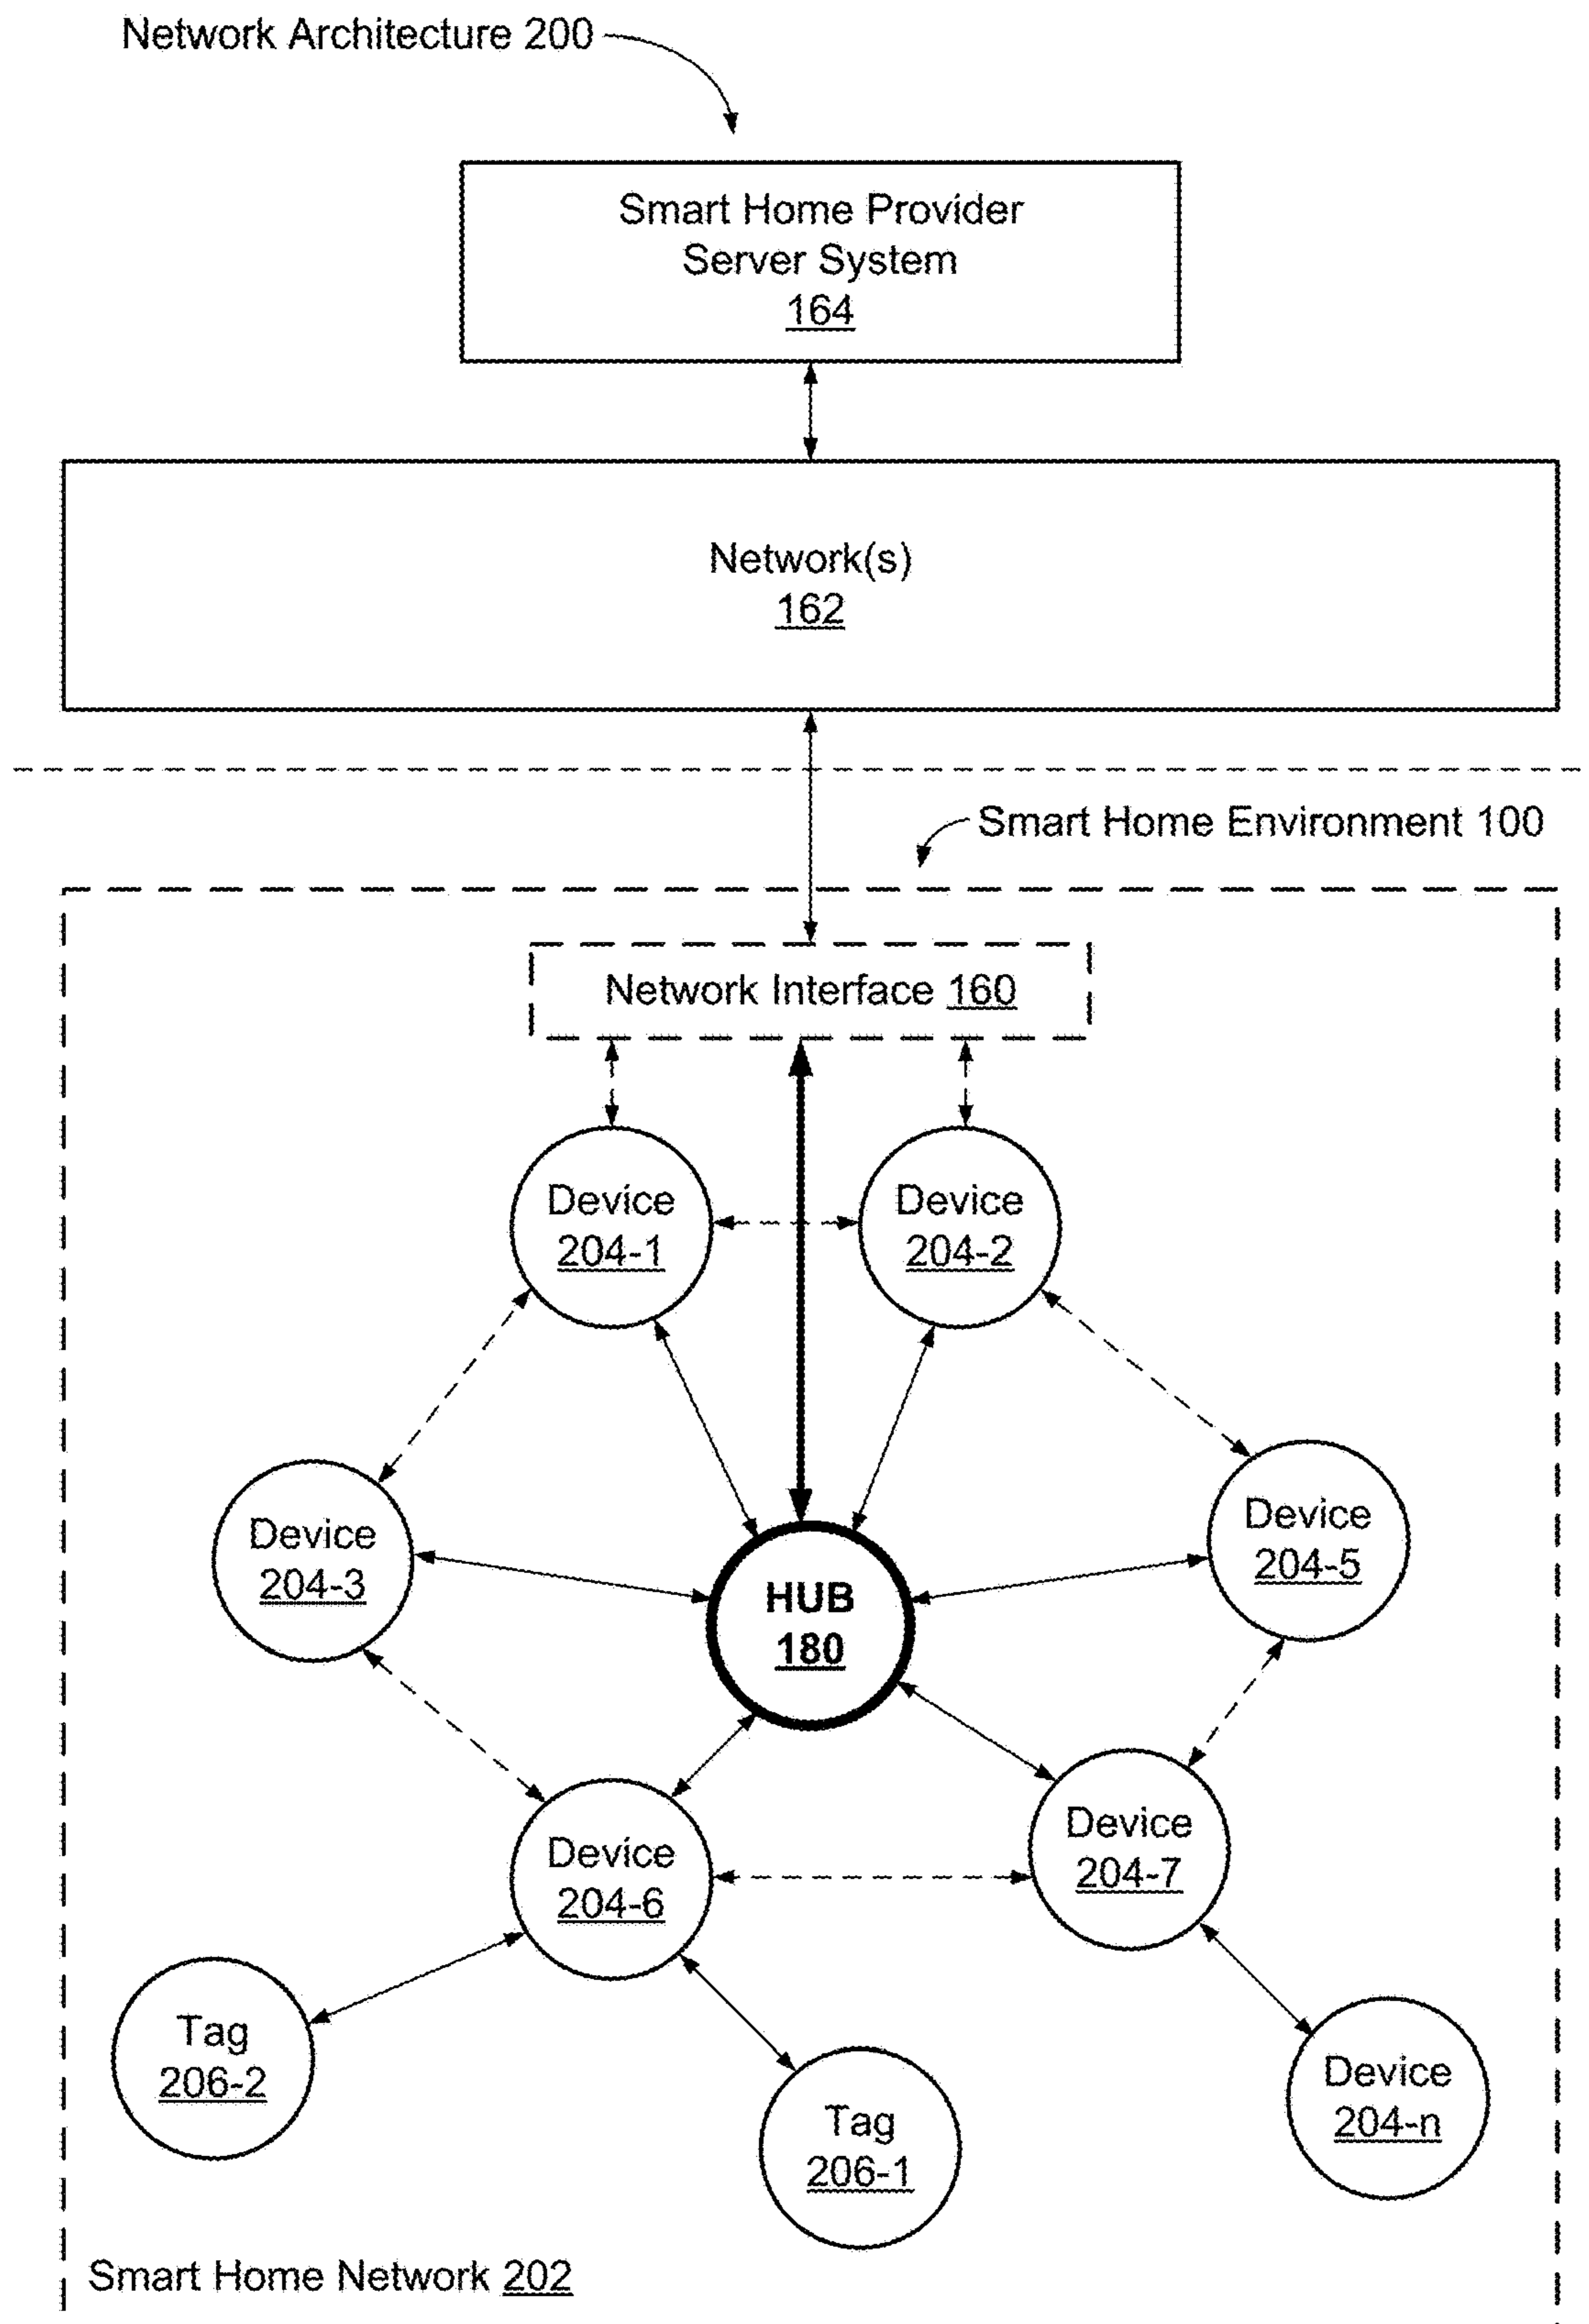 Network Architecture 200
Smart Home Provider
Server System
164
Network(s)
162
Smart Home Environment 100
Network Interface 160
Device
204-1
Device
204-2
Device
204-3
Device
204-5
HUB
180
Device
204-6
Device
204-7
Tag
206-2
Tag
206-1
Device
204-n
Smart Home Network 202